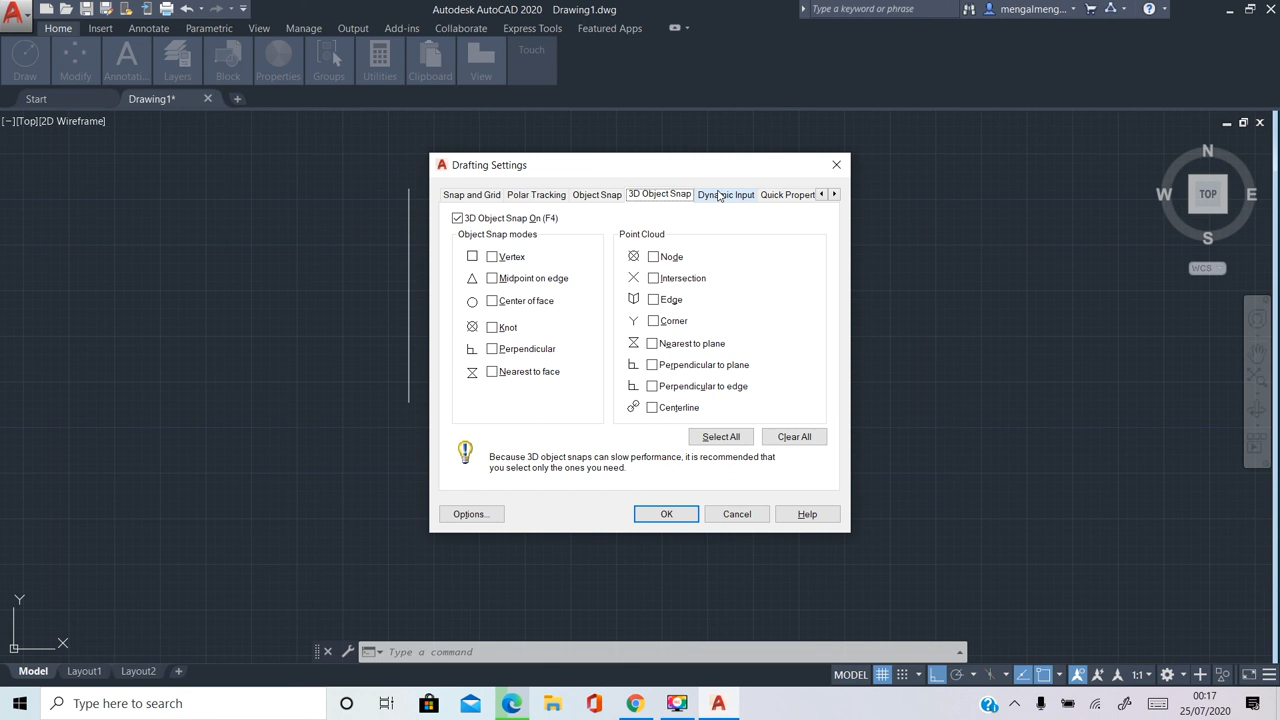 Autodesk AutoCAD 2020 Drawing1.dwg
Type a keyword or phrase
mengalmeng...
Home Insert Annotate Parametric View Manage Output Add-ins Collaborate Express Tools Featured Apps
Draw Modify Annotati... Layers Block Properties Groups Utilities Clipboard View Touch
Start Drawing1*
[−][Top][2D Wireframe]
N
W TOP E
S
WCS
Drafting Settings
Snap and Grid Polar Tracking Object Snap 3D Object Snap Dynamic Input Quick Propert
3D Object Snap On (F4)
Object Snap modes
Vertex
Midpoint on edge
Center of face
Knot
Perpendicular
Nearest to face
Point Cloud
Node
Intersection
Edge
Corner
Nearest to plane
Perpendicular to plane
Perpendicular to edge
Centerline
Select All Clear All
Because 3D object snaps can slow performance, it is recommended that
you select only the ones you need.
Options... OK Cancel Help
Y
X
Type a command
Model Layout1 Layout2
MODEL 1:1
Type here to search
00:17
25/07/2020